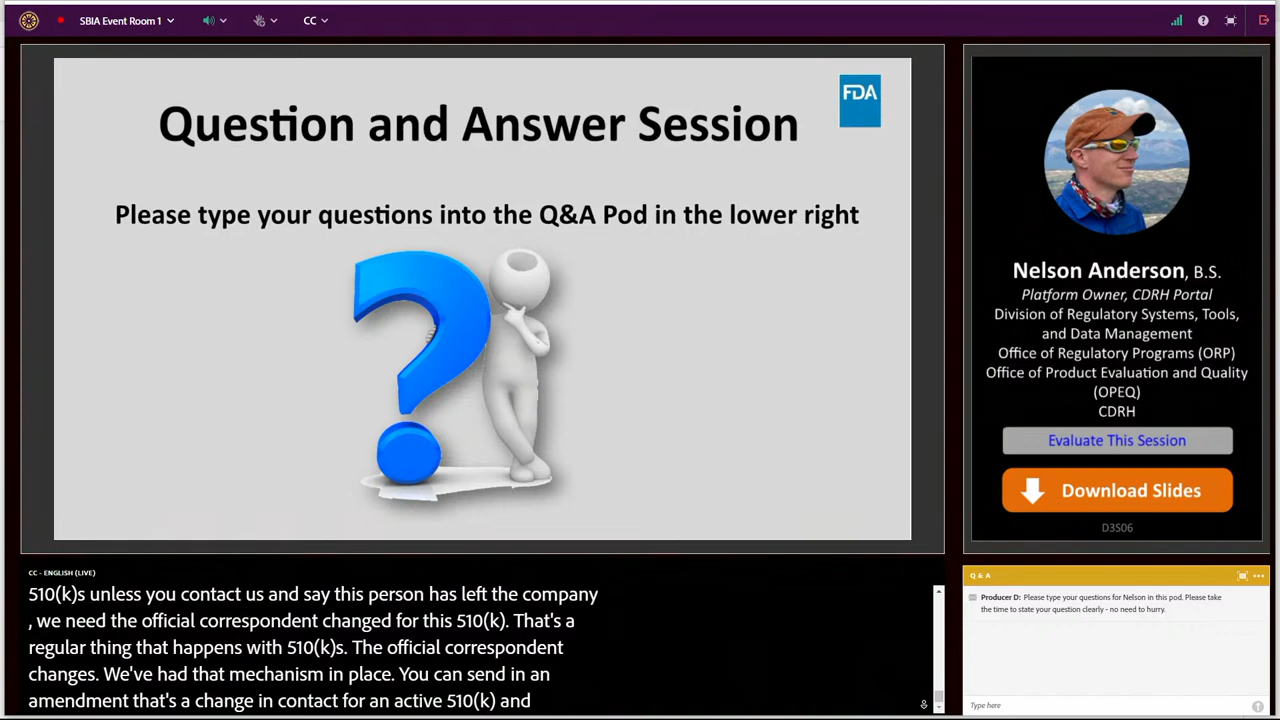 SBIA Event Room 1
CC
FDA
Question and Answer Session
Please type your questions into the Q&A Pod in the lower right
Nelson Anderson, B.S.
Platform Owner, CDRH Portal
Division of Regulatory Systems, Tools,
and Data Management
Office of Regulatory Programs (ORP)
Office of Product Evaluation and Quality
(OPEQ)
CDRH
Evaluate This Session
Download Slides
D3S06
CC - ENGLISH (LIVE)
510(k)s unless you contact us and say this person has left the company
, we need the official correspondent changed for this 510(k). That's a
regular thing that happens with 510(k)s. The official correspondent
changes. We've had that mechanism in place. You can send in an
amendment that's a change in contact for an active 510(k) and
Q & A
Producer D: Please type your questions for Nelson in this pod. Please take
the time to state your question clearly - no need to hurry.
Type here